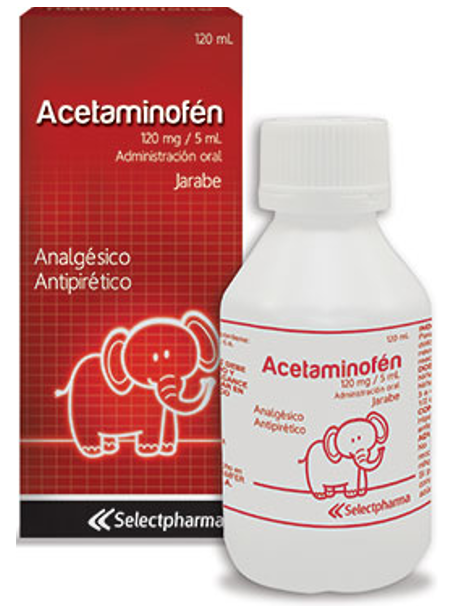 120 mL
Acetaminofén
120 mg / 5 mL
Administración oral
Jarabe
Analgésico
Antipirético
Selectpharma
120 mL
Acetaminofén
120 mg / 5 mL
Administración oral
Jarabe
Analgésico
Antipirético
Selectpharma